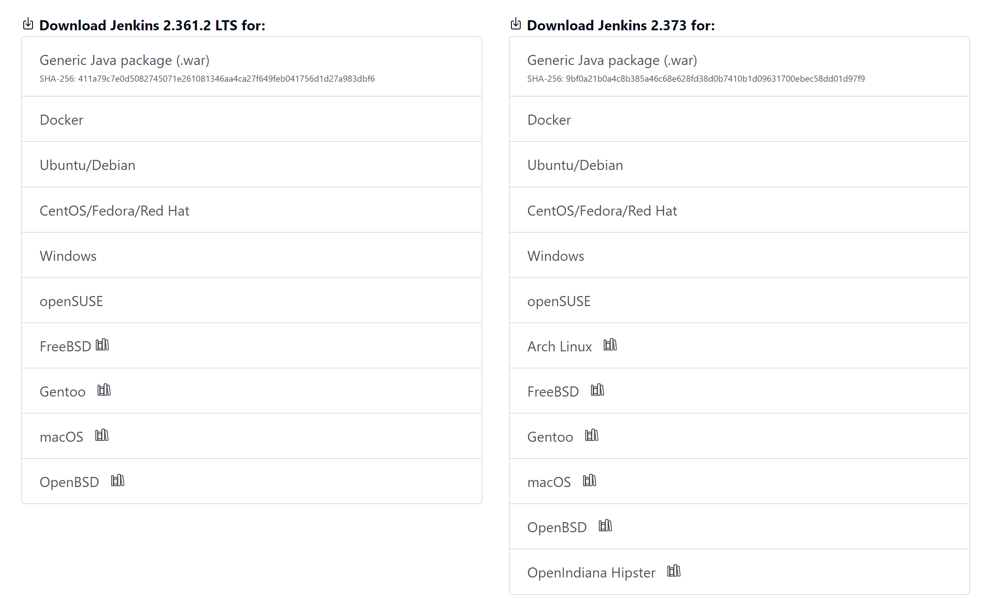 Download Jenkins 2.361.2 LTS for:
Generic Java package (.war)
SHA-256: 411a79c7e0d5082745071e261081346aa4ca27f649feb041756d1d27a983dbf6
Docker
Ubuntu/Debian
CentOS/Fedora/Red Hat
Windows
openSUSE
FreeBSD
Gentoo
macOS
OpenBSD
Download Jenkins 2.373 for:
Generic Java package (.war)
SHA-256: 9bf0a21b0a4c8b385a46c68e628fd38d0b7410b1d09631700ebec58dd01d97f9
Docker
Ubuntu/Debian
CentOS/Fedora/Red Hat
Windows
openSUSE
Arch Linux
FreeBSD
Gentoo
macOS
OpenBSD
OpenIndiana Hipster